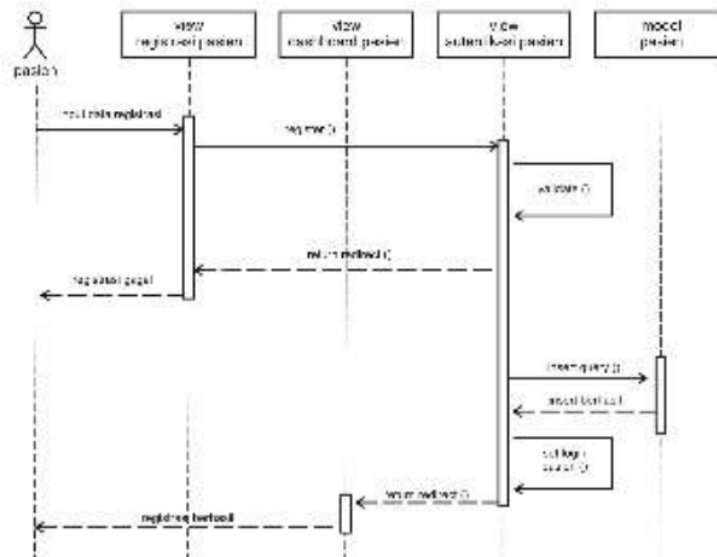 view
registrasi pasien
view
dashboard pasien
view
autentikasi pasien
model
pasien
pasien
input data registrasi
register ()
validate ()
return redirect ()
registrasi gagal
insert query ()
insert berhasil
set login
()
return redirect ()
registrasi berhasil